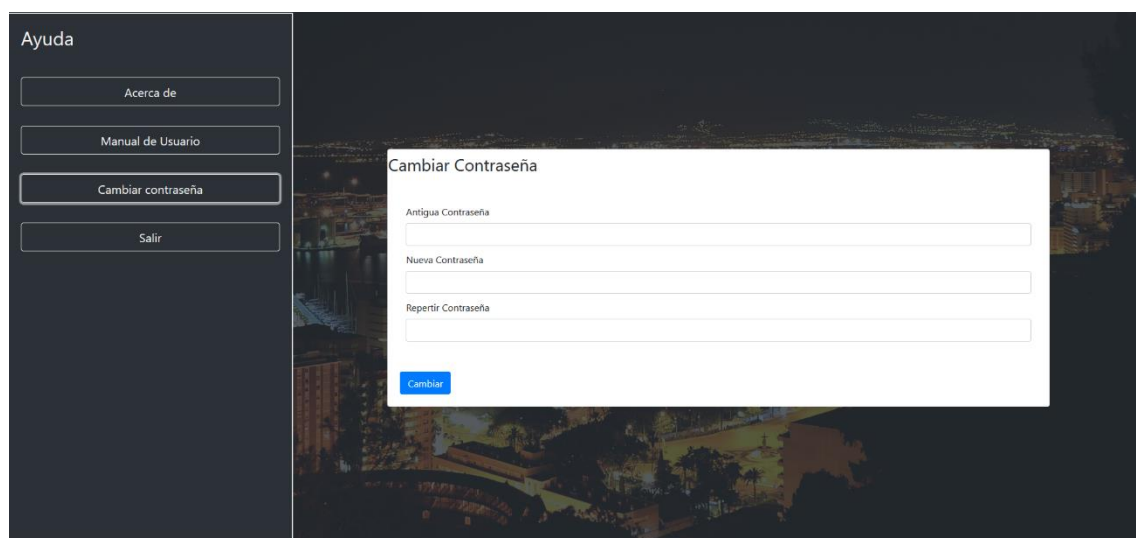 Ayuda
Acerca de
Manual de Usuario
Cambiar contraseña
Salir
Cambiar Contraseña
Antigua Contraseña
Nueva Contraseña
Repertir Contraseña
Cambiar